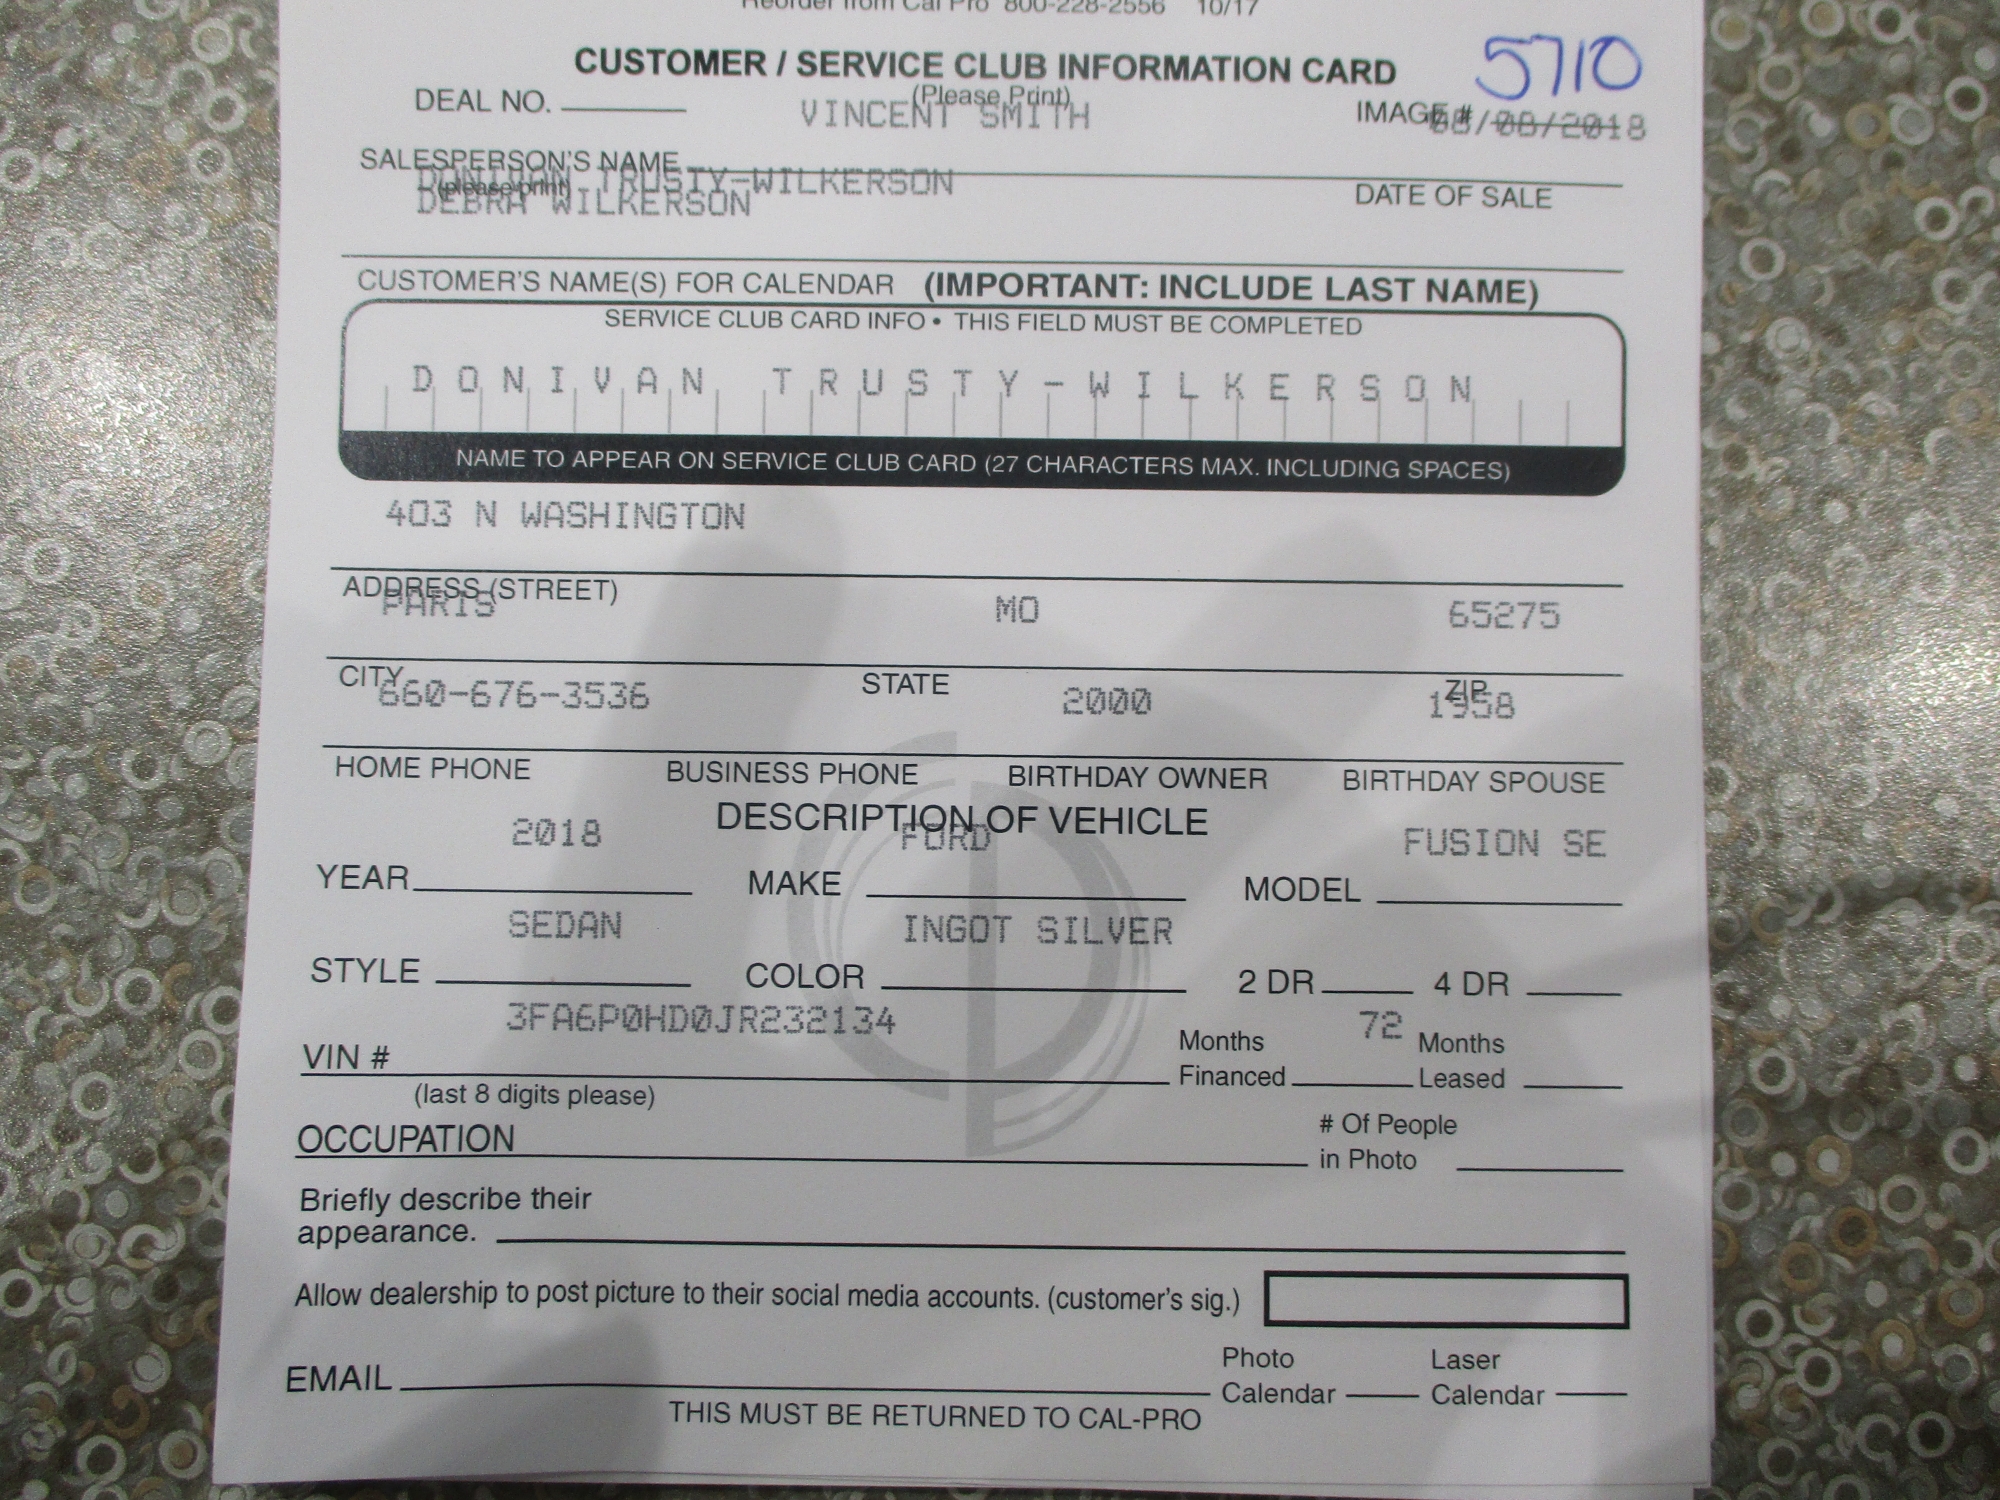 Reorder from Cal Pro 800-228-2556 10/17
CUSTOMER / SERVICE CLUB INFORMATION CARD 5710
(Please Print)
DEAL NO. VINCENT SMITH IMAGE # /08/2018
SALESPERSON'S NAME
(please print) DONIVAN TRUSTY-WILKERSON
DEBRA WILKERSON DATE OF SALE
CUSTOMER'S NAME(S) FOR CALENDAR (IMPORTANT: INCLUDE LAST NAME)
SERVICE CLUB CARD INFO • THIS FIELD MUST BE COMPLETED
DONIVAN TRUSTY-WILKERSON
NAME TO APPEAR ON SERVICE CLUB CARD (27 CHARACTERS MAX. INCLUDING SPACES)
403 N WASHINGTON
ADDRESS (STREET)
PARIS MO 65275
CITY STATE ZIP
660-676-3536 2000 1958
HOME PHONE BUSINESS PHONE BIRTHDAY OWNER BIRTHDAY SPOUSE
DESCRIPTION OF VEHICLE
2018 FORD FUSION SE
YEAR MAKE MODEL
SEDAN INGOT SILVER
STYLE COLOR 2 DR 4 DR
3FA6P0HD0JR232134 72
VIN # Months Financed Months Leased
(last 8 digits please)
OCCUPATION # Of People in Photo
Briefly describe their
appearance.
Allow dealership to post picture to their social media accounts. (customer's sig.)
EMAIL Photo Calendar Laser Calendar
THIS MUST BE RETURNED TO CAL-PRO